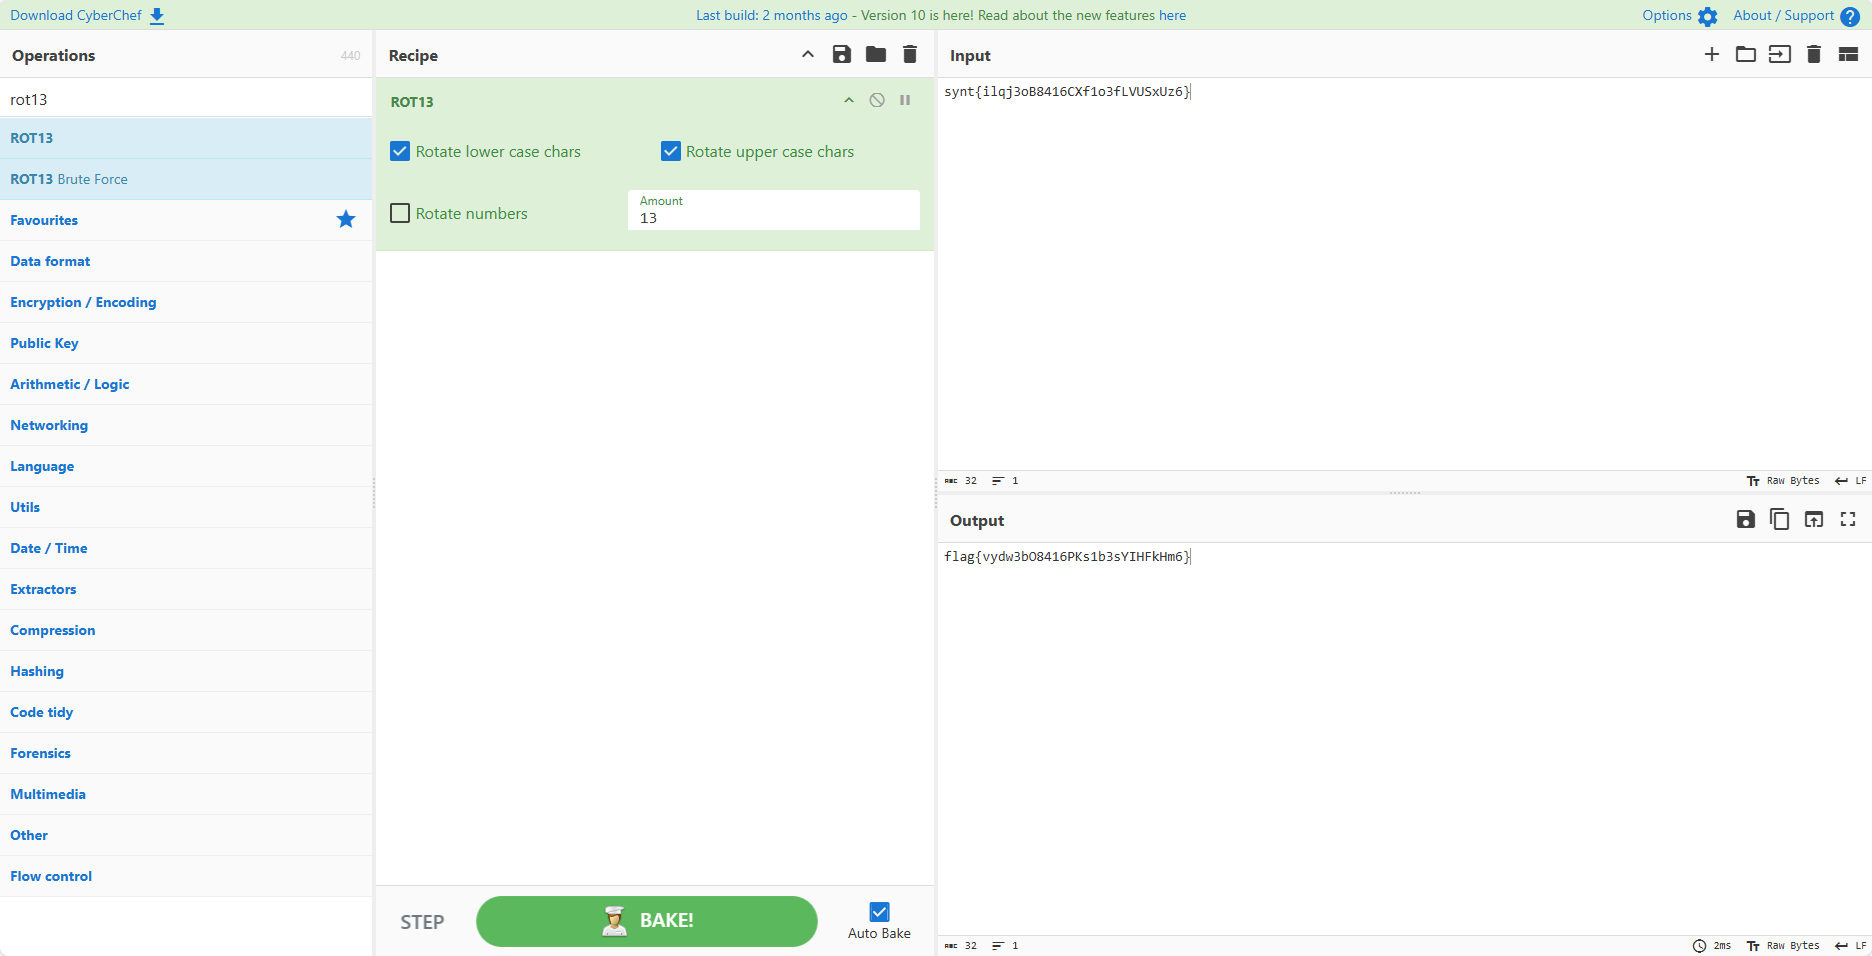 Download CyberChef
Last build: 2 months ago - Version 10 is here! Read about the new features here
Options
About / Support
Operations
440
rot13
ROT13
ROT13 Brute Force
Favourites
Data format
Encryption / Encoding
Public Key
Arithmetic / Logic
Networking
Language
Utils
Date / Time
Extractors
Compression
Hashing
Code tidy
Forensics
Multimedia
Other
Flow control
Recipe
ROT13
Rotate lower case chars
Rotate upper case chars
Rotate numbers
Amount
13
STEP
BAKE!
Auto Bake
Input
synt{ilqj3oB8416CXf1o3fLVUSxUz6}
ABC 32
1
Raw Bytes
LF
Output
flag{vydw3bO8416PKs1b3sYIHFkHm6}
ABC 32
1
2ms
Raw Bytes
LF